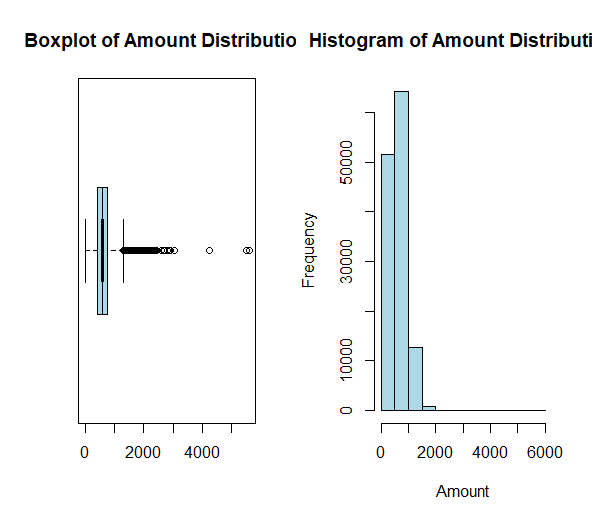 Boxplot of Amount Distributio
0 2000 4000
Histogram of Amount Distributi
Frequency
50000
30000
10000
0
0 2000 4000 6000
Amount